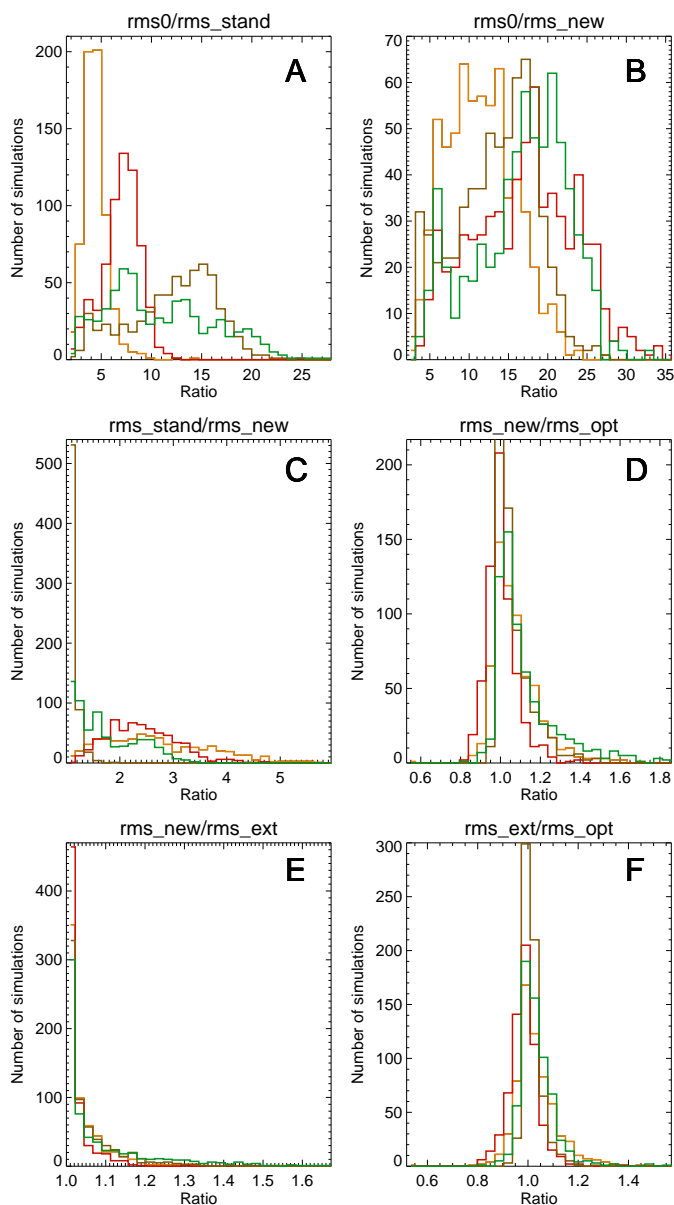 rms0/rms_stand
A
200
150
100
50
0
Number of simulations
5 10 15 20 25
Ratio
rms0/rms_new
B
70
60
50
40
30
20
10
0
Number of simulations
5 10 15 20 25 30 35
Ratio
rms_stand/rms_new
C
500
400
300
200
100
0
Number of simulations
2 3 4 5
Ratio
rms_new/rms_opt
D
200
150
100
50
0
Number of simulations
0.6 0.8 1.0 1.2 1.4 1.6 1.8
Ratio
rms_new/rms_ext
E
400
300
200
100
0
Number of simulations
1.0 1.1 1.2 1.3 1.4 1.5 1.6
Ratio
rms_ext/rms_opt
F
300
250
200
150
100
50
0
Number of simulations
0.6 0.8 1.0 1.2 1.4
Ratio